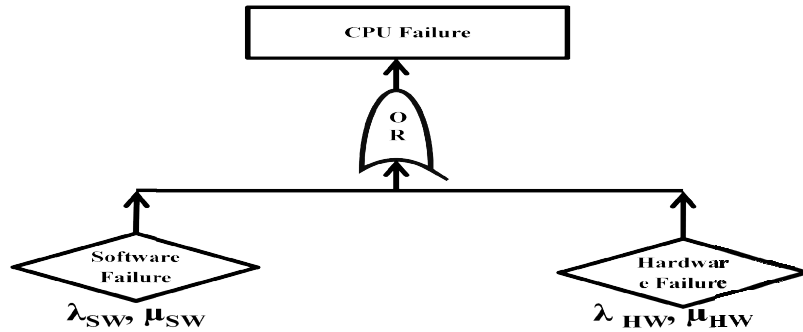 CPU Failure
O
R
Software
Failure
Hardwar
e Failure
λSW, μSW
λ HW, μHW